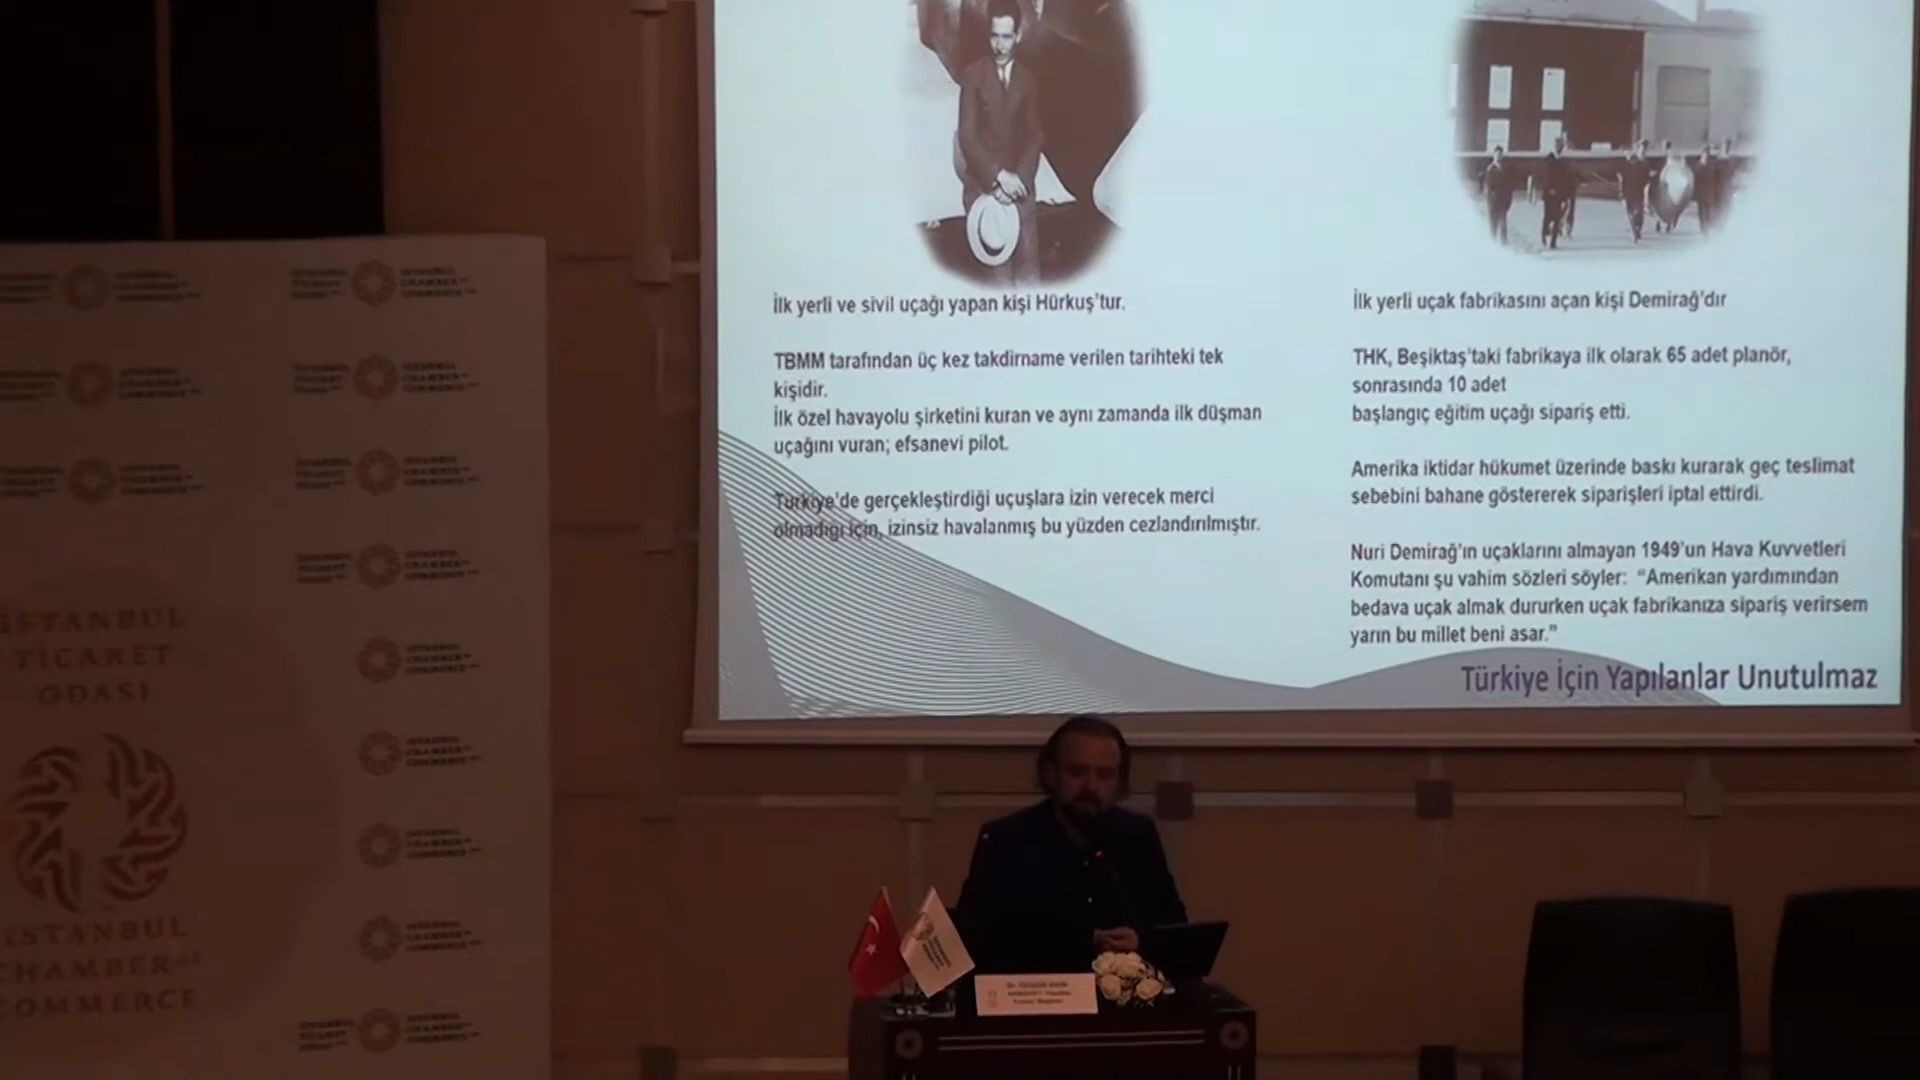 İlk yerli ve sivil uçağı yapan kişi Hürkuş'tur.
TBMM tarafından üç kez takdirname verilen tarihteki tek
kişidir.
İlk özel havayolu şirketini kuran ve aynı zamanda ilk düşman
uçağını vuran; efsanevi pilot.
Türkiye'de gerçekleştirdiği uçuşlara izin verecek merci
olmadığı için, izinsiz havalanmış bu yüzden cezlandırılmıştır.
İlk yerli uçak fabrikasını açan kişi Demirağ'dır
THK, Beşiktaş'taki fabrikaya ilk olarak 65 adet planör,
sonrasında 10 adet
başlangıç eğitim uçağı sipariş etti.
Amerika iktidar hükumet üzerinde baskı kurarak geç teslimat
sebebini bahane göstererek siparişleri iptal ettirdi.
Nuri Demirağ'ın uçaklarını almayan 1949'un Hava Kuvvetleri
Komutanı şu vahim sözleri söyler: "Amerikan yardımından
bedava uçak almak dururken uçak fabrikanıza sipariş verirsem
yarın bu millet beni asar."
Türkiye İçin Yapılanlar Unutulmaz
İSTANBUL
TİCARET
ODASI
İSTANBUL
CHAMBER OF
COMMERCE